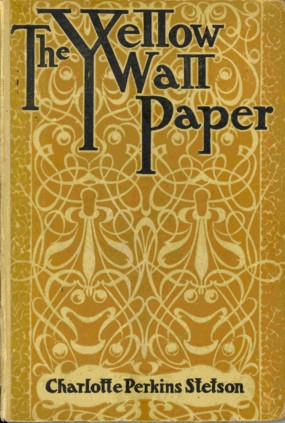 The Yellow
Wall
Paper
Charlotte Perkins Stetson